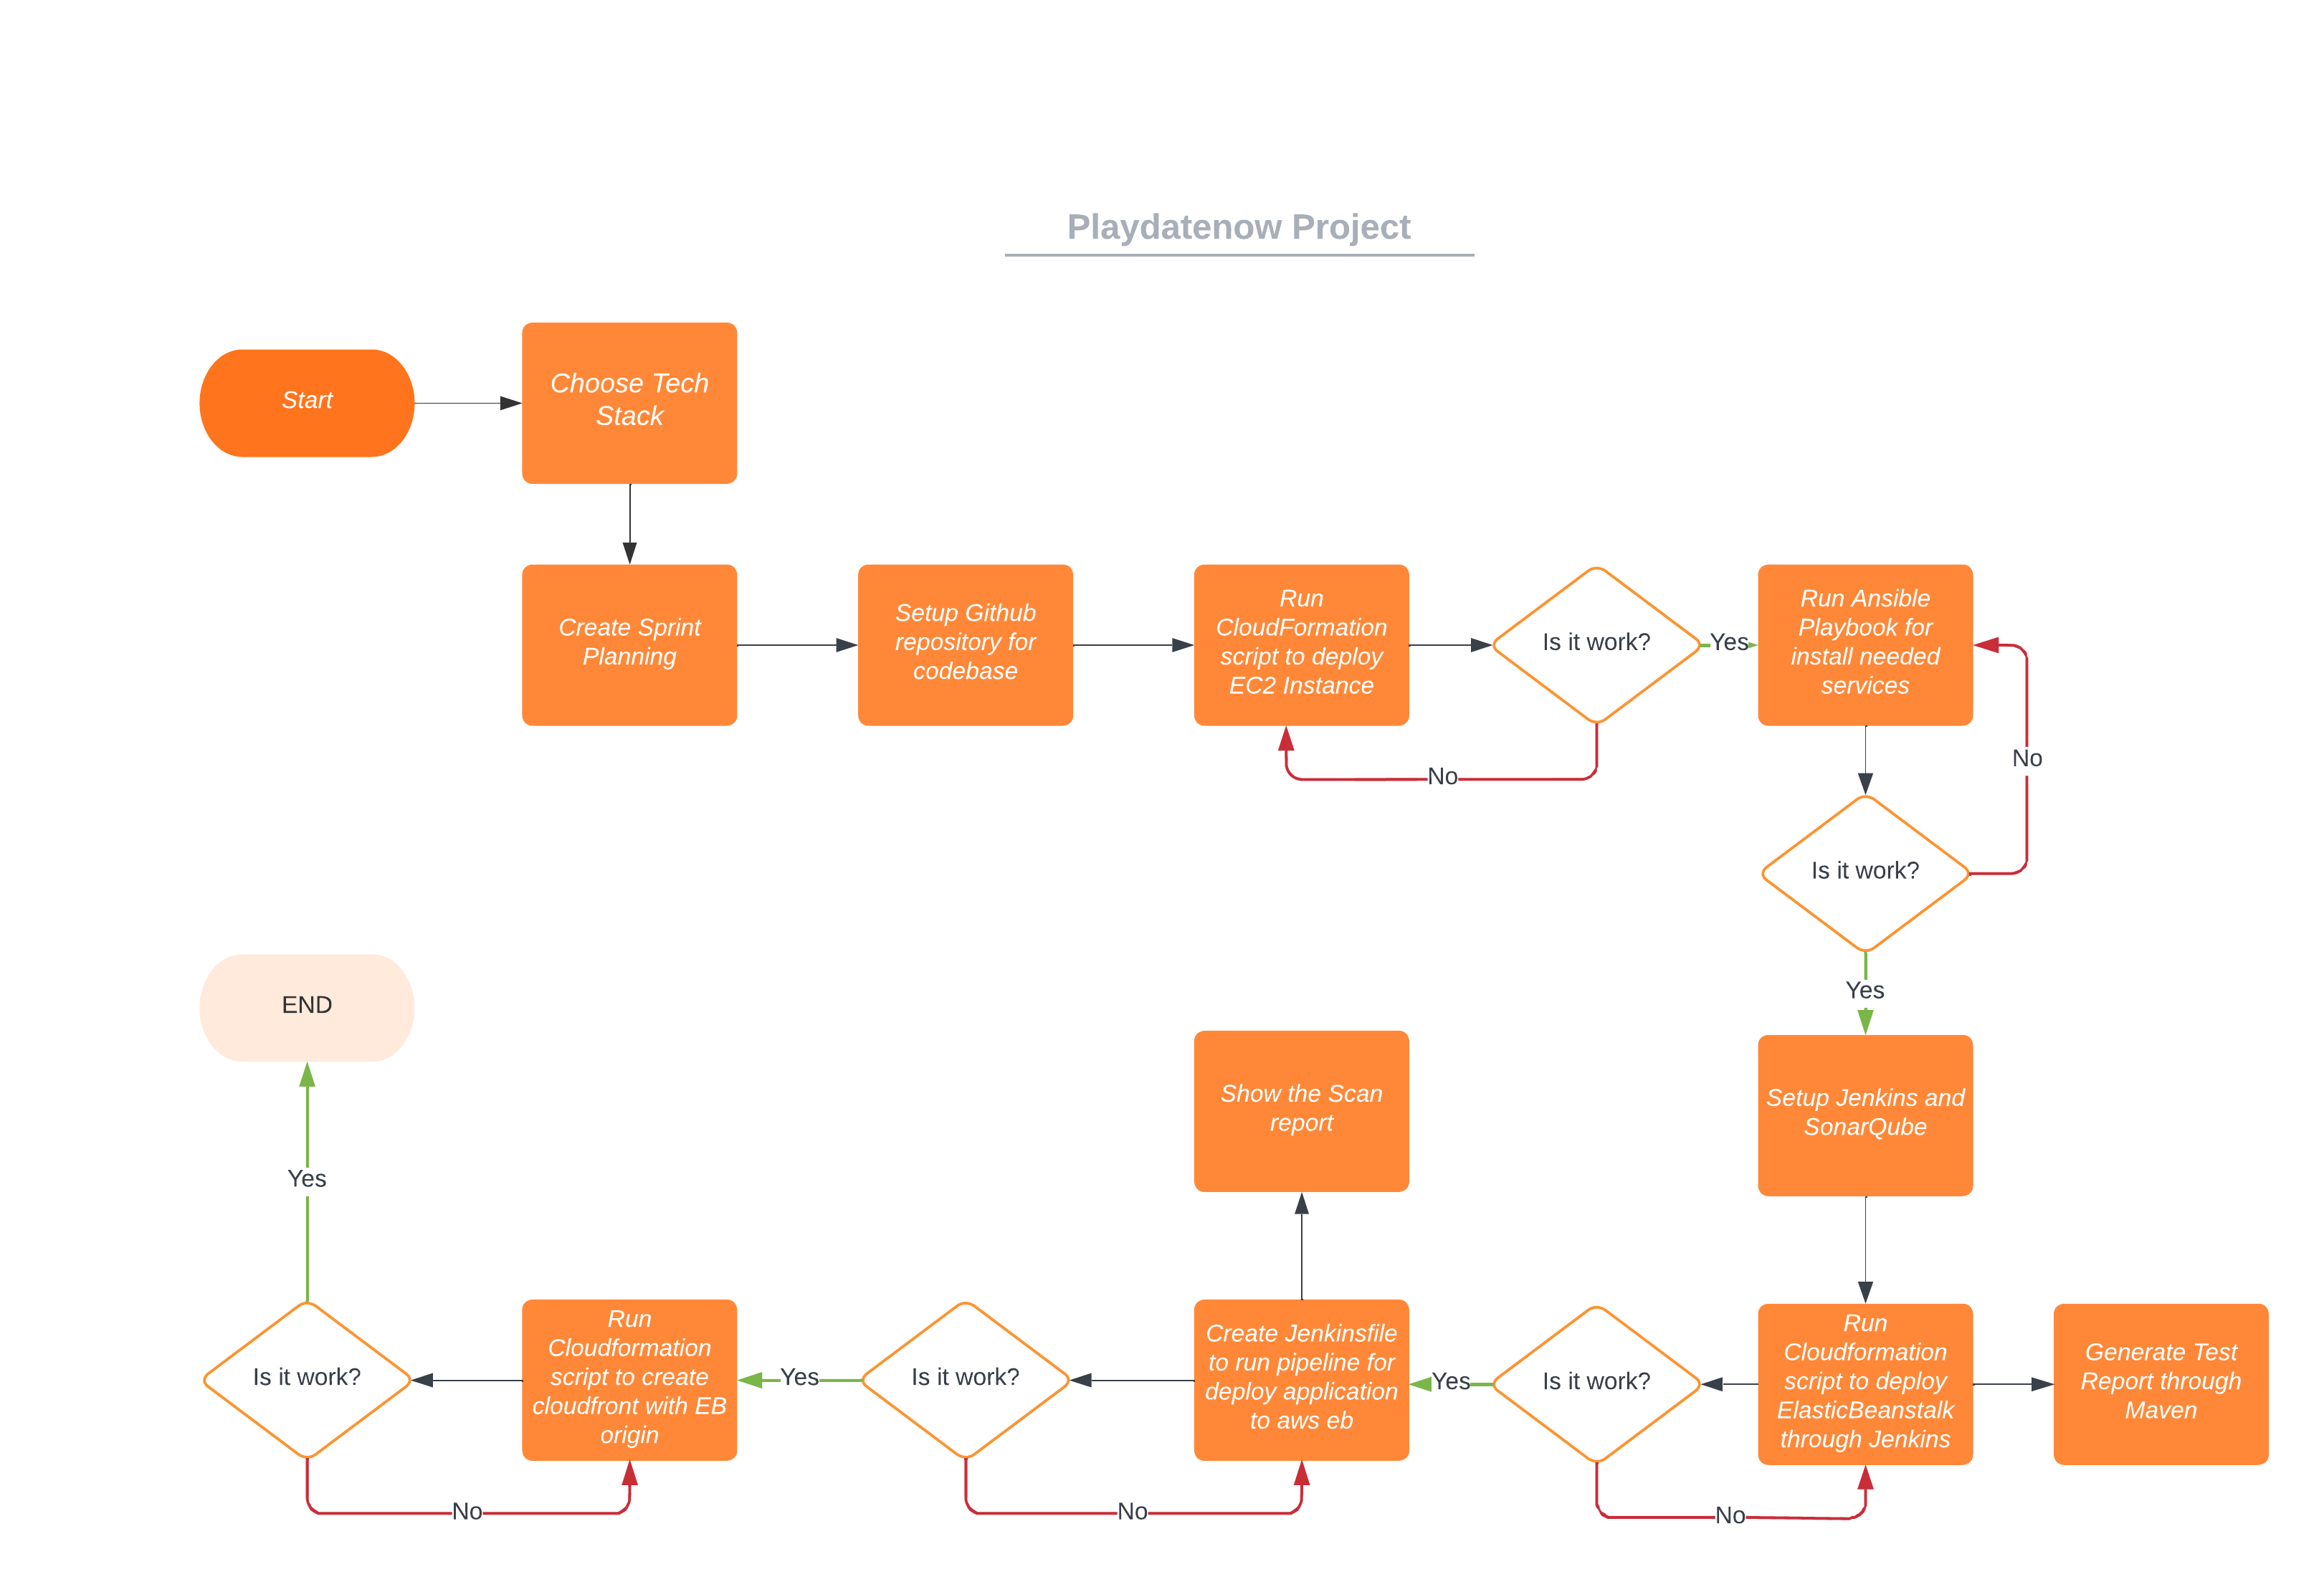 Playdatenow Project
Start
Choose Tech
Stack
Create Sprint
Planning
Setup Github
repository for
codebase
Run
CloudFormation
script to deploy
EC2 Instance
Is it work?
Yes
No
Run Ansible
Playbook for
install needed
services
No
Is it work?
Yes
Setup Jenkins and
SonarQube
Run
Cloudformation
script to deploy
ElasticBeanstalk
through Jenkins
Generate Test
Report through
Maven
Is it work?
No
Yes
Create Jenkinsfile
to run pipeline for
deploy application
to aws eb
Show the Scan
report
Is it work?
No
Yes
Run
Cloudformation
script to create
cloudfront with EB
origin
Is it work?
No
Yes
END